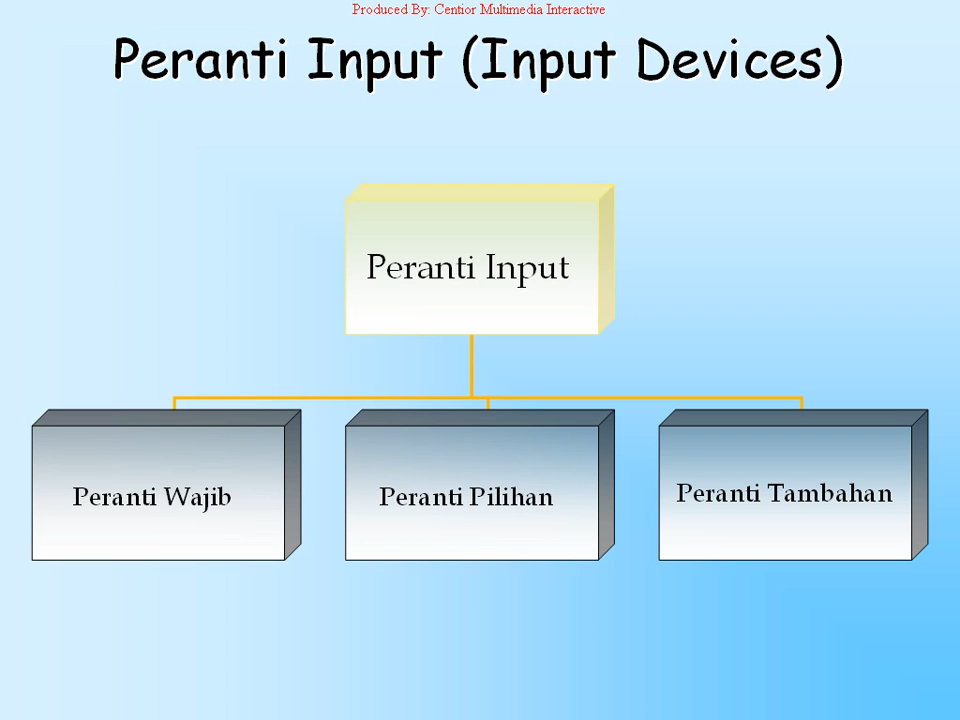 Produced By: Centior Multimedia Interactive
Peranti Input (Input Devices)
Peranti Input
Peranti Wajib
Peranti Pilihan
Peranti Tambahan